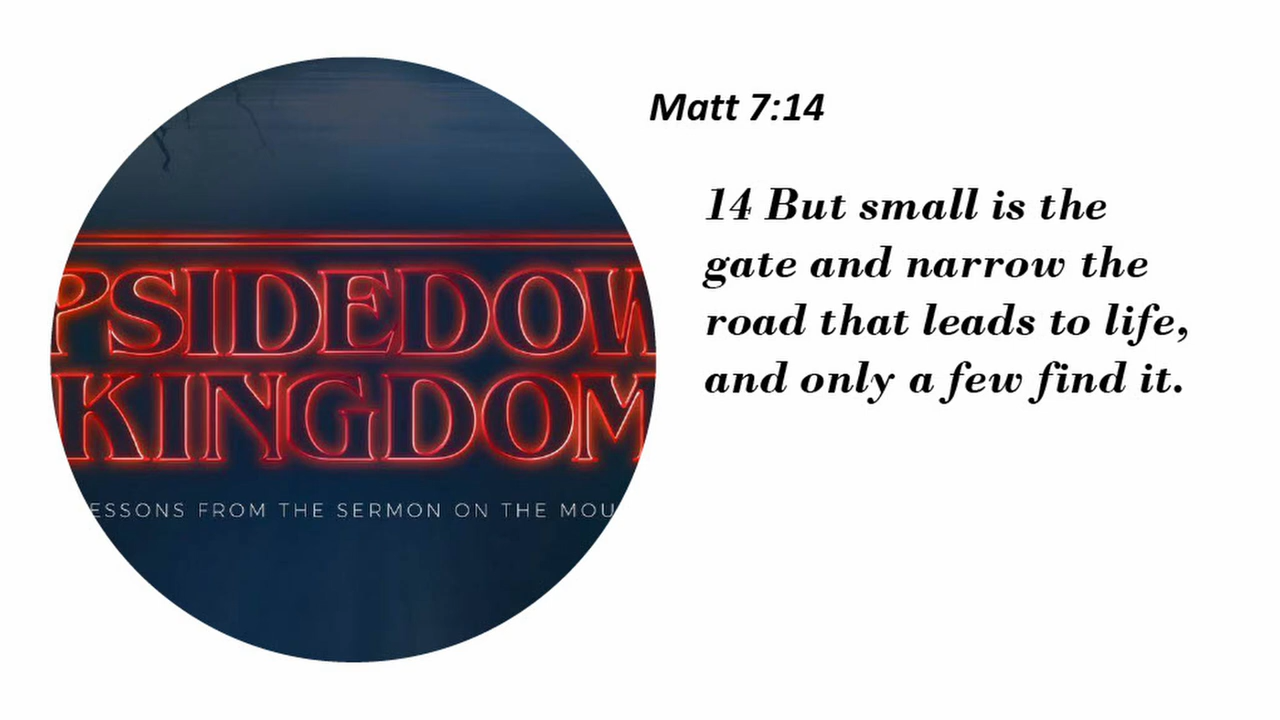 PSIDEDOW
KINGDOM
ESSONS FROM THE SERMON ON THE MOU
Matt 7:14
14 But small is the
gate and narrow the
road that leads to life,
and only a few find it.